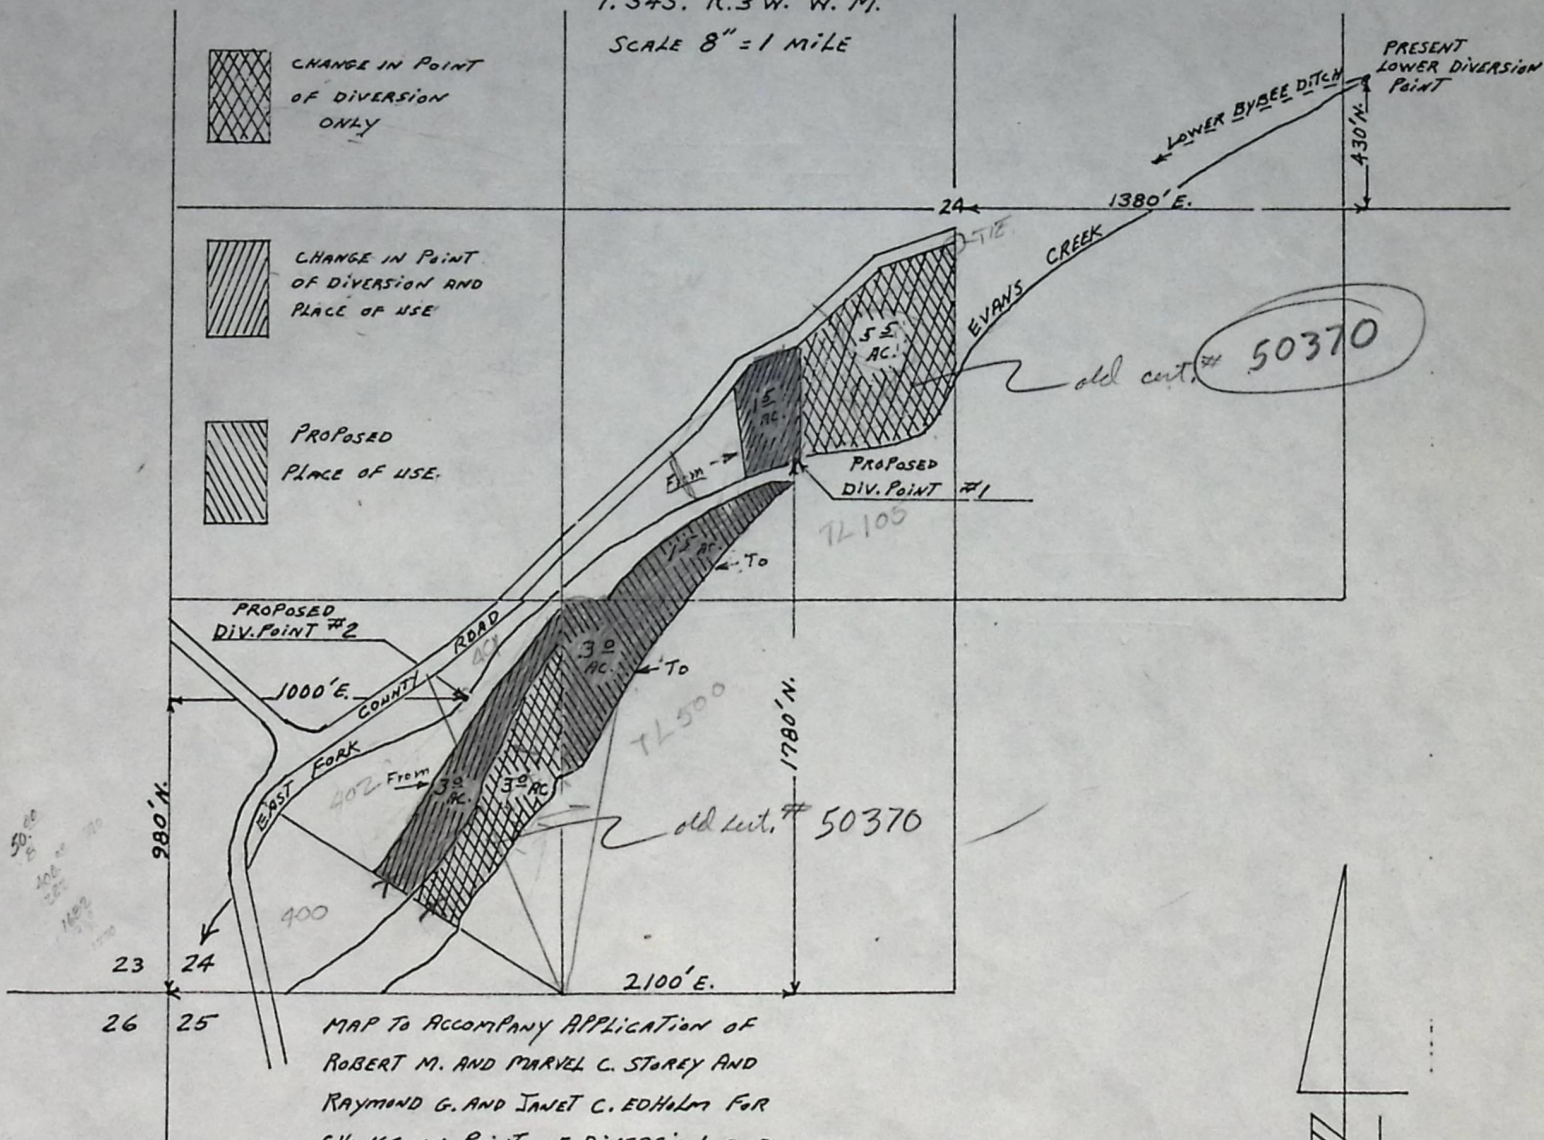 T. 34S. R. 3 W. W. M.
SCALE 8" = 1 MILE
CHANGE IN POINT
OF DIVERSION
ONLY
CHANGE IN POINT
OF DIVERSION AND
PLACE OF USE
PROPOSED
PLACE OF USE.
PRESENT
LOWER DIVERSION
POINT
LOWER BYBEE DITCH
430'N.
24
1380'E.
TIE
EVANS CREEK
5 5
AC.
old cert. # 50370
1 5
AC.
From
PROPOSED
DIV. POINT #1
TL 105
1 5
AC.
To
PROPOSED
DIV. POINT #2
1000'E.
EAST FORK
COUNTY ROAD
401
3 0
AC.
To
TL 500
1780'N.
402
From
3 0
AC.
3 0
AC
old cert. # 50370
980'N.
400
23 24
2100'E.
26 25
MAP TO ACCOMPANY APPLICATION OF
ROBERT M. AND MARVEL C. STOREY AND
RAYMOND G. AND JANET C. EDHOLM FOR